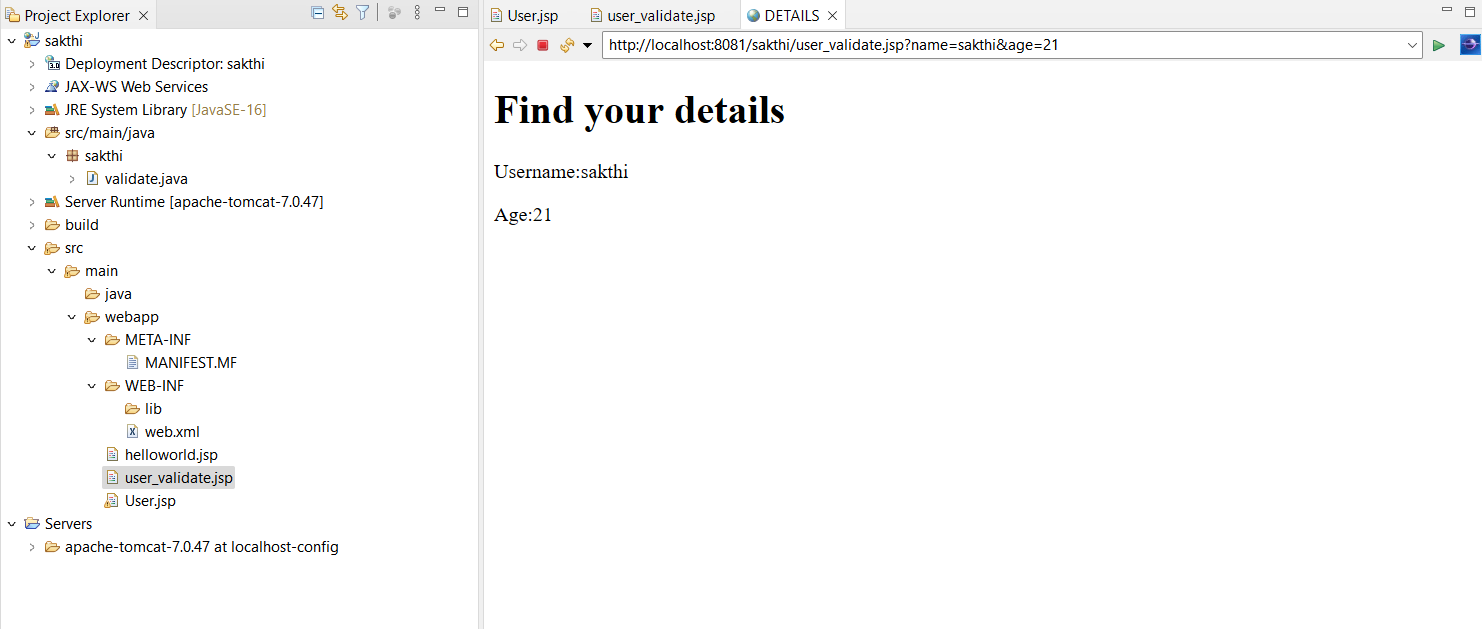 Project Explorer
sakthi
Deployment Descriptor: sakthi
JAX-WS Web Services
JRE System Library [JavaSE-16]
src/main/java
sakthi
validate.java
Server Runtime [apache-tomcat-7.0.47]
build
src
main
java
webapp
META-INF
MANIFEST.MF
WEB-INF
lib
web.xml
helloworld.jsp
user_validate.jsp
User.jsp
Servers
apache-tomcat-7.0.47 at localhost-config
User.jsp
user_validate.jsp
DETAILS
http://localhost:8081/sakthi/user_validate.jsp?name=sakthi&age=21
Find your details
Username:sakthi
Age:21